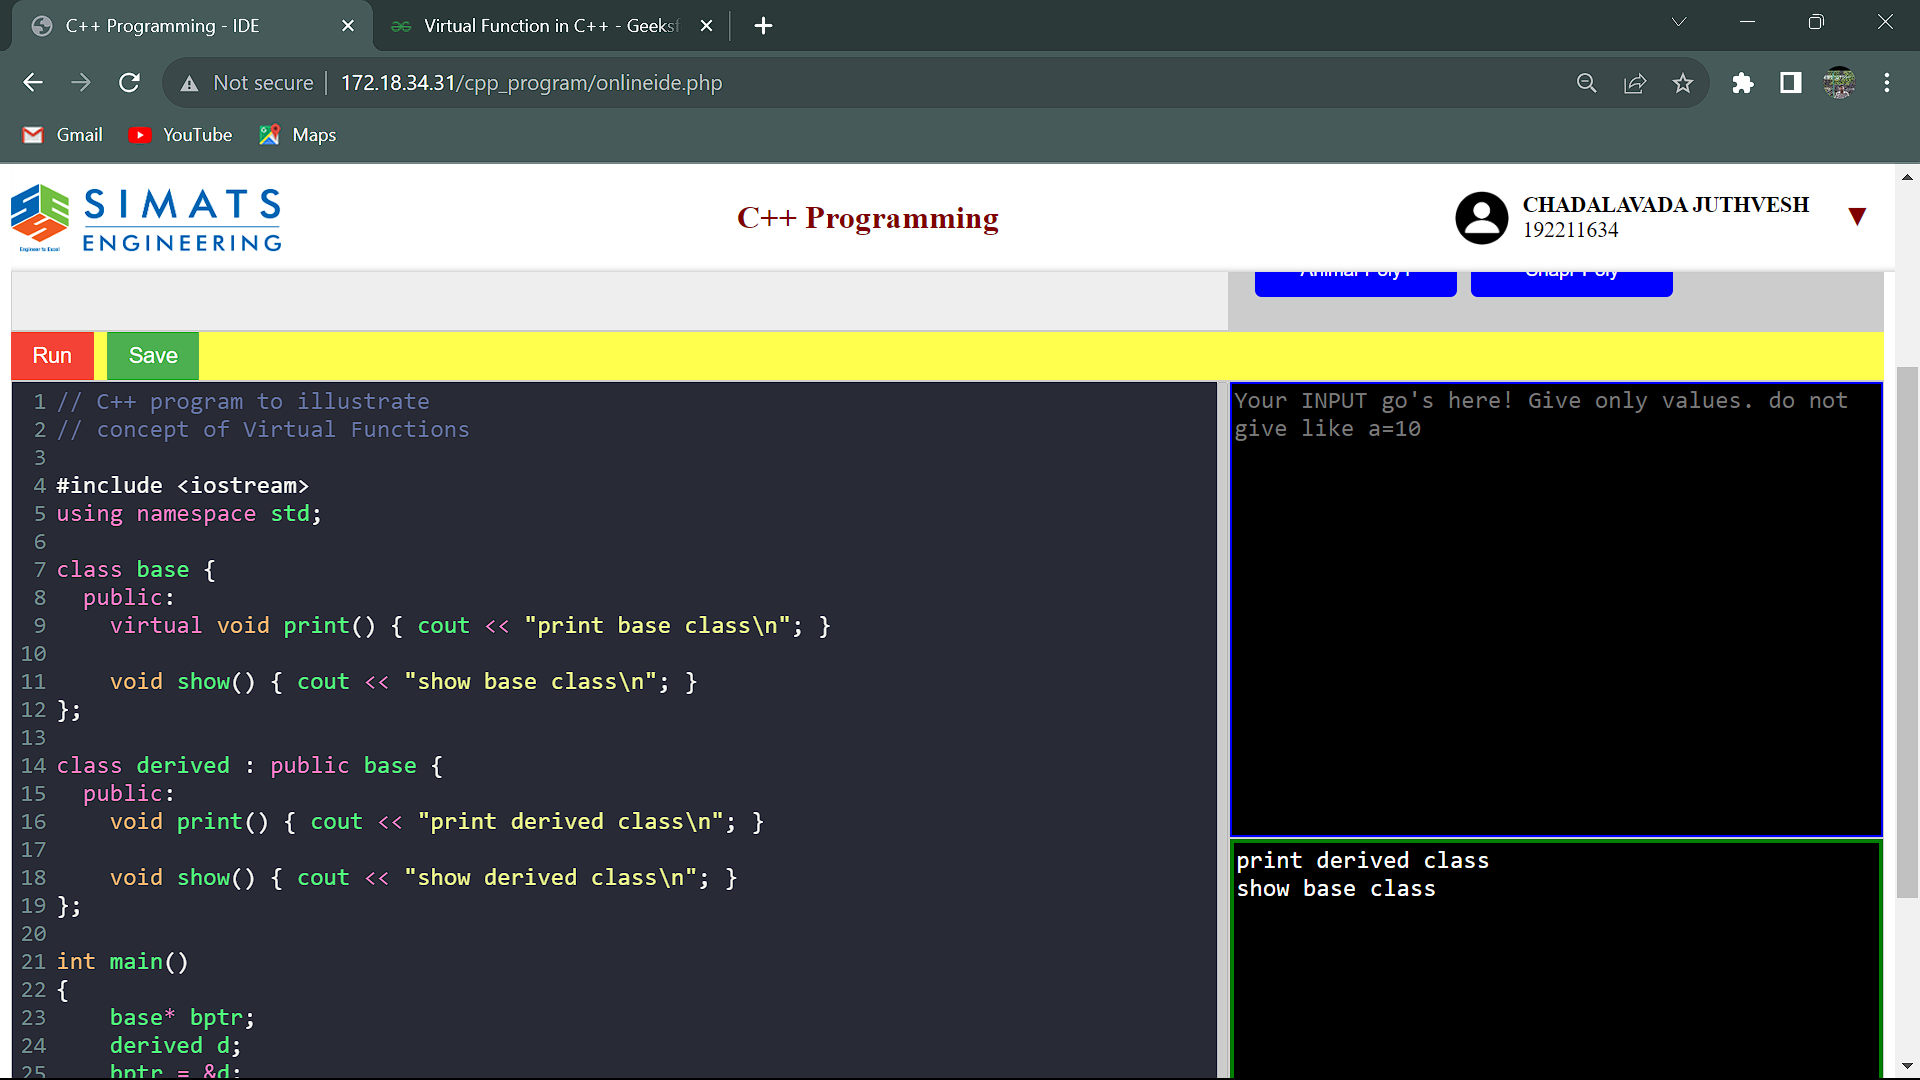 C++ Programming - IDE
Virtual Function in C++ - Geeksf
Not secure
172.18.34.31/cpp_program/onlineide.php
Gmail
YouTube
Maps
SIMATS
ENGINEERING
Engineer to Excel
C++ Programming
CHADALAVADA JUTHVESH
192211634
Run
Save
1 // C++ program to illustrate
2 // concept of Virtual Functions
3
4 #include <iostream>
5 using namespace std;
6
7 class base {
8 public:
9 virtual void print() { cout << "print base class\n"; }
10
11 void show() { cout << "show base class\n"; }
12 };
13
14 class derived : public base {
15 public:
16 void print() { cout << "print derived class\n"; }
17
18 void show() { cout << "show derived class\n"; }
19 };
20
21 int main()
22 {
23 base* bptr;
24 derived d;
25 bptr = &d;
Your INPUT go's here! Give only values. do not
give like a=10
print derived class
show base class